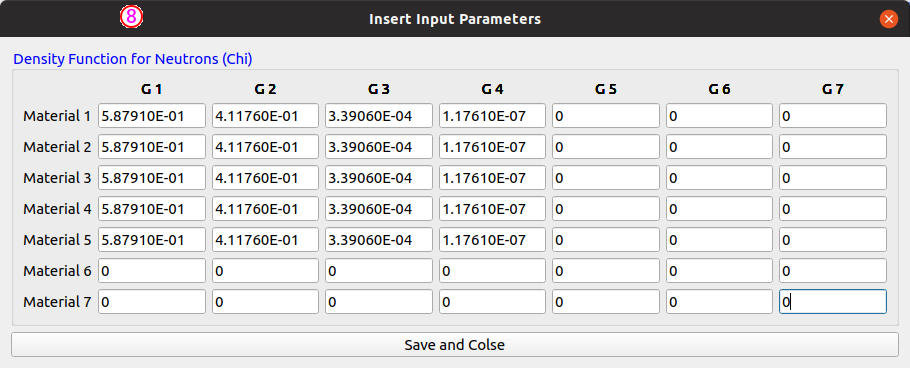 8 Insert Input Parameters
Density Function for Neutrons (Chi)
G 1 G 2 G 3 G 4 G 5 G 6 G 7
Material 1 5.87910E-01 4.11760E-01 3.39060E-04 1.17610E-07 0 0 0
Material 2 5.87910E-01 4.11760E-01 3.39060E-04 1.17610E-07 0 0 0
Material 3 5.87910E-01 4.11760E-01 3.39060E-04 1.17610E-07 0 0 0
Material 4 5.87910E-01 4.11760E-01 3.39060E-04 1.17610E-07 0 0 0
Material 5 5.87910E-01 4.11760E-01 3.39060E-04 1.17610E-07 0 0 0
Material 6 0 0 0 0 0 0 0
Material 7 0 0 0 0 0 0 0
Save and Colse